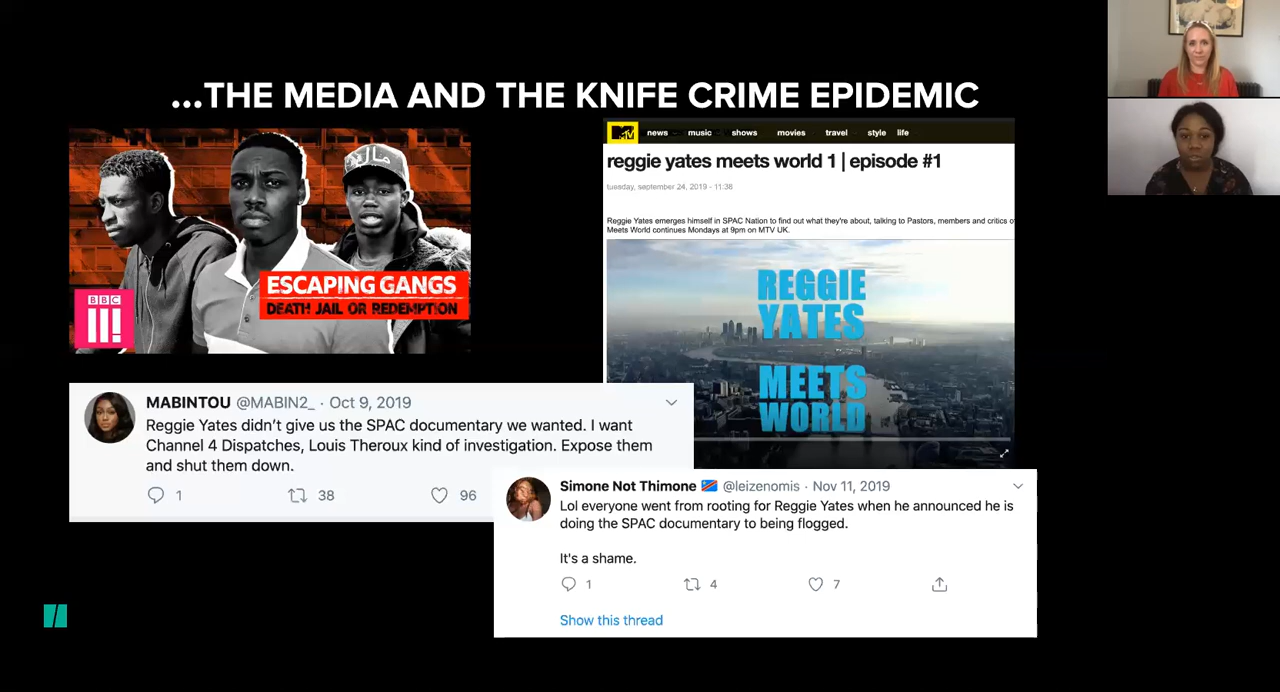 ...THE MEDIA AND THE KNIFE CRIME EPIDEMIC
BBC
ESCAPING GANGS
DEATH JAIL OR REDEMPTION
MTV
news music shows movies travel style life
reggie yates meets world 1 | episode #1
tuesday, september 24, 2019 - 11:38
Reggie Yates emerges himself in SPAC Nation to find out what they're about, talking to Pastors, members and critics o
Meets World continues Mondays at 9pm on MTV UK.
REGGIE
YATES
MEETS
WORLD
MABINTOU @MABIN2_ · Oct 9, 2019
Reggie Yates didn't give us the SPAC documentary we wanted. I want
Channel 4 Dispatches, Louis Theroux kind of investigation. Expose them
and shut them down.
1 38 96
Simone Not Thimone 🇨🇩 @leizenomis · Nov 11, 2019
Lol everyone went from rooting for Reggie Yates when he announced he is
doing the SPAC documentary to being flogged.
It's a shame.
1 4 7
Show this thread